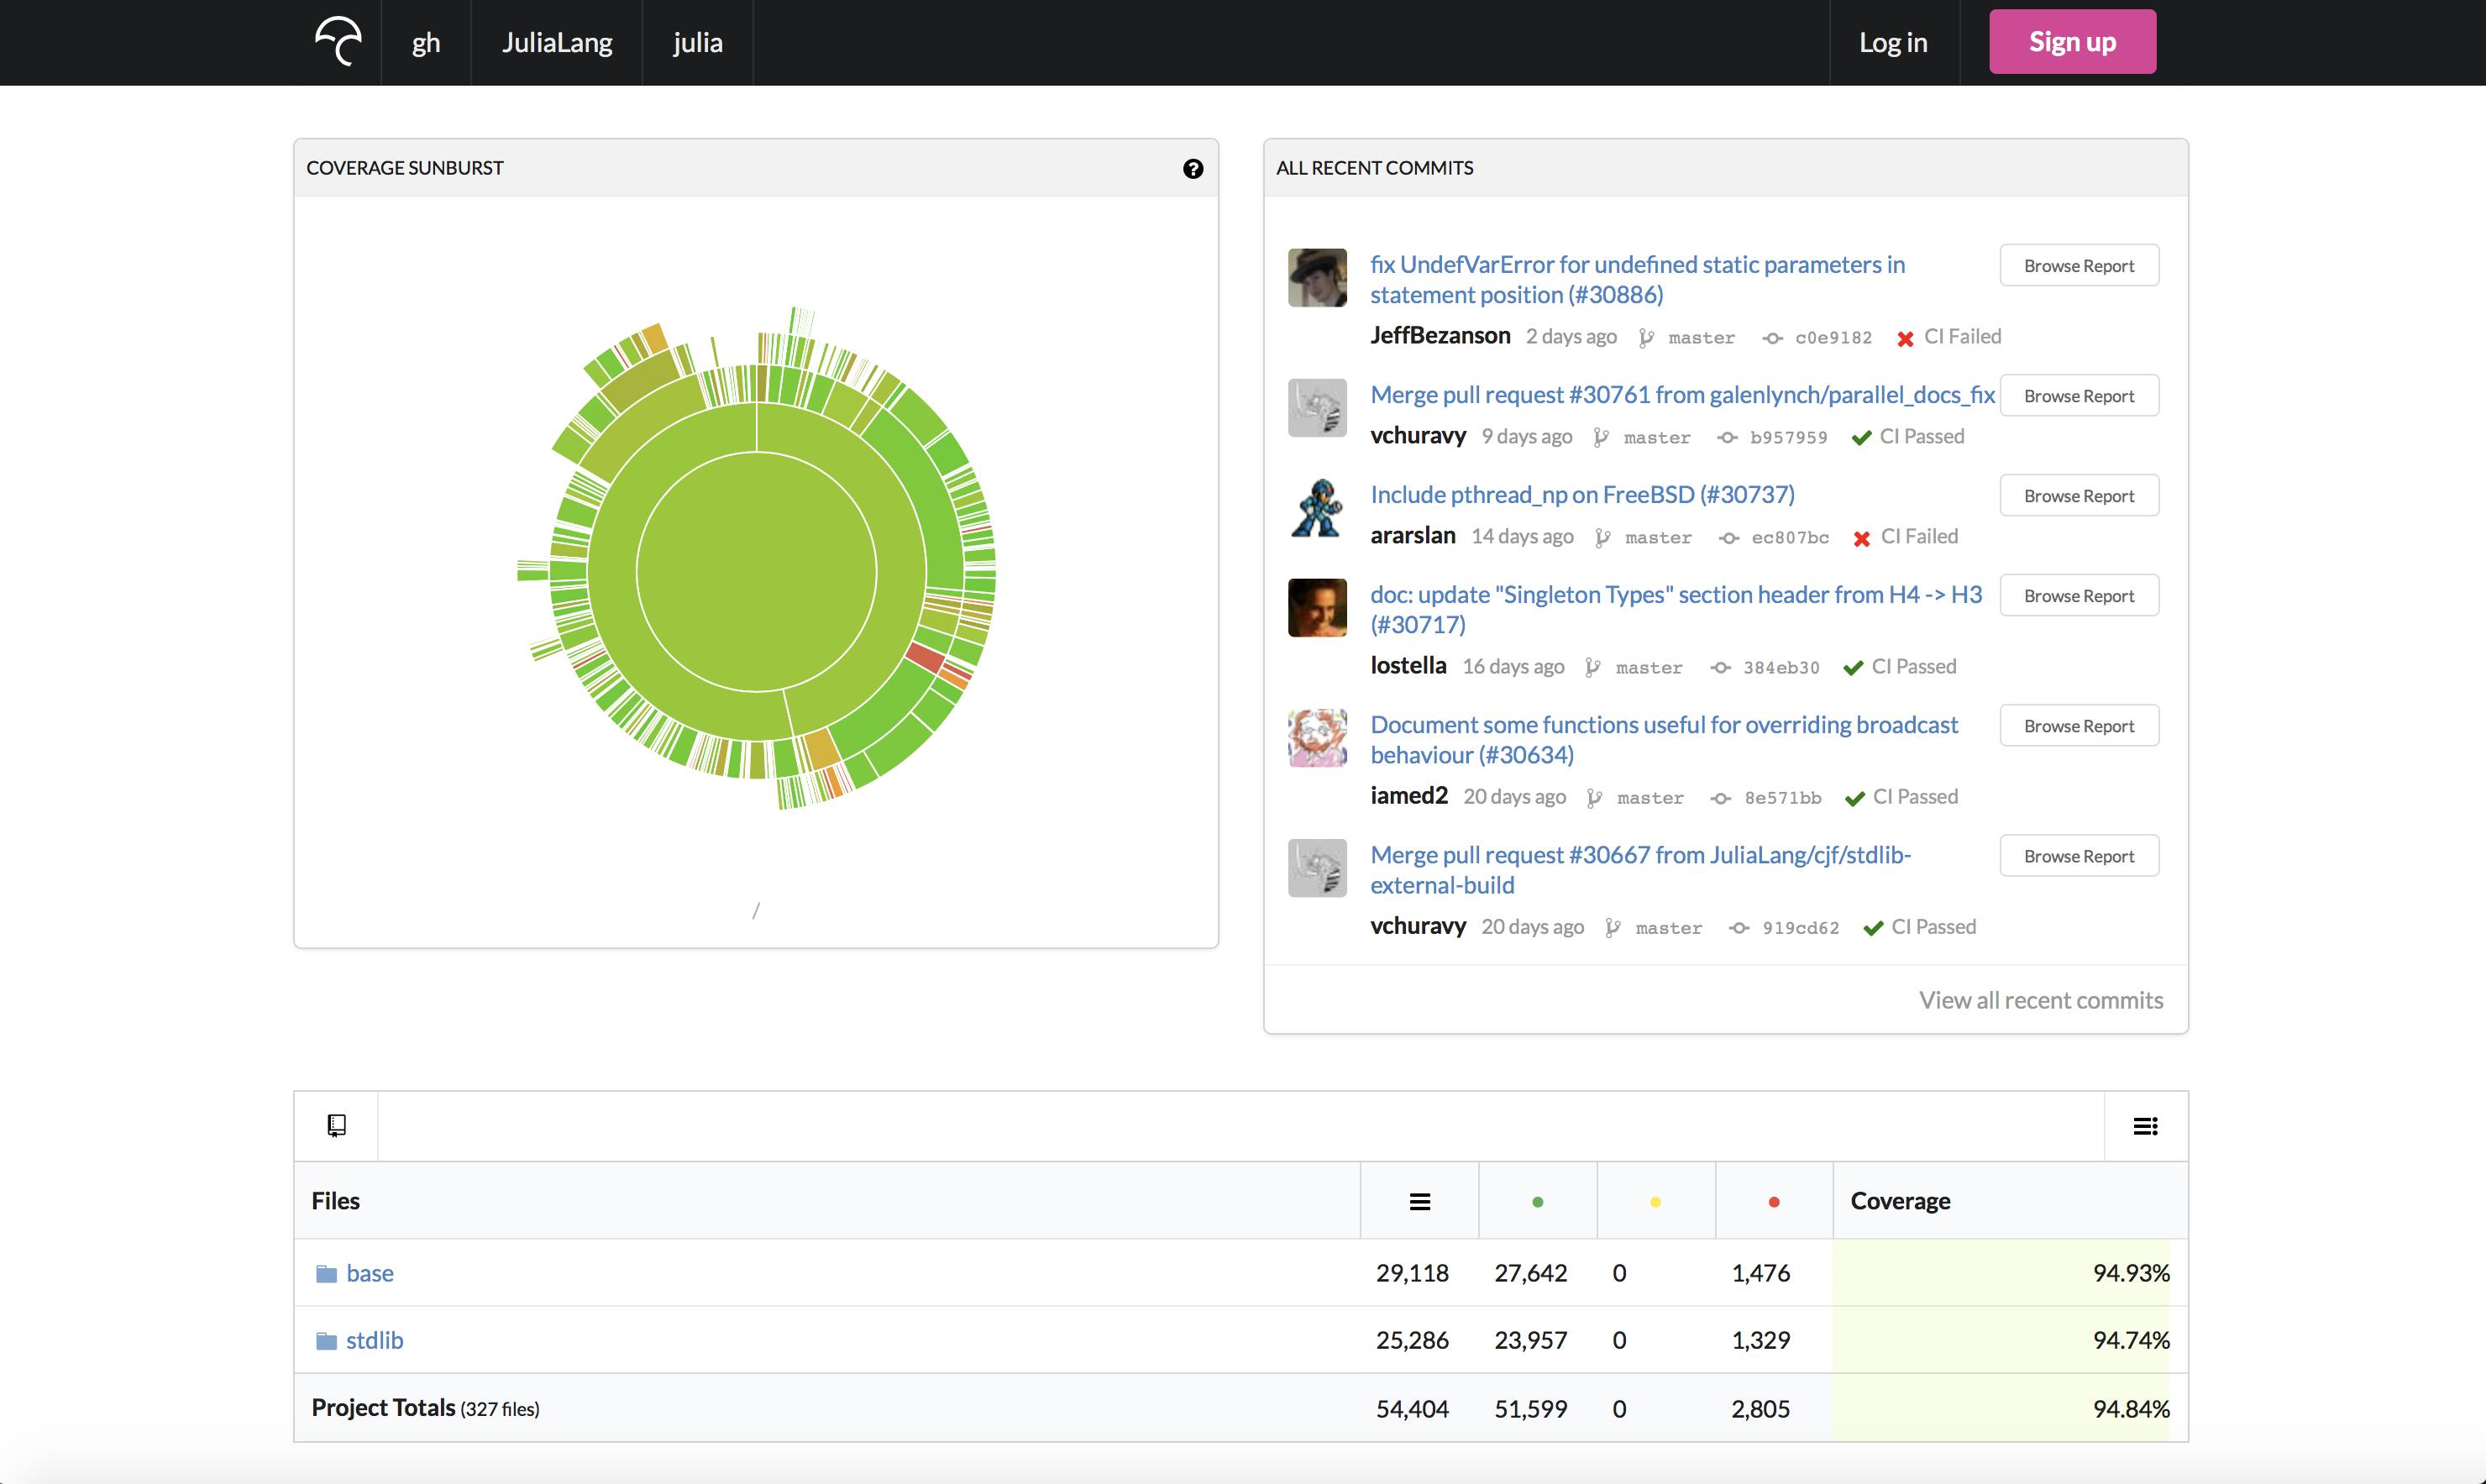 gh
JuliaLang
julia
Log in
Sign up
COVERAGE SUNBURST
?
/
ALL RECENT COMMITS
fix UndefVarError for undefined static parameters in
statement position (#30886)
Browse Report
JeffBezanson 2 days ago master c0e9182 CI Failed
Merge pull request #30761 from galenlynch/parallel_docs_fix
Browse Report
vchuravy 9 days ago master b957959 CI Passed
Include pthread_np on FreeBSD (#30737)
Browse Report
ararslan 14 days ago master ec807bc CI Failed
doc: update "Singleton Types" section header from H4 -> H3
(#30717)
Browse Report
lostella 16 days ago master 384eb30 CI Passed
Document some functions useful for overriding broadcast
behaviour (#30634)
Browse Report
iamed2 20 days ago master 8e571bb CI Passed
Merge pull request #30667 from JuliaLang/cjf/stdlib-
external-build
Browse Report
vchuravy 20 days ago master 919cd62 CI Passed
View all recent commits
Files Coverage
base 29,118 27,642 0 1,476 94.93%
stdlib 25,286 23,957 0 1,329 94.74%
Project Totals (327 files) 54,404 51,599 0 2,805 94.84%